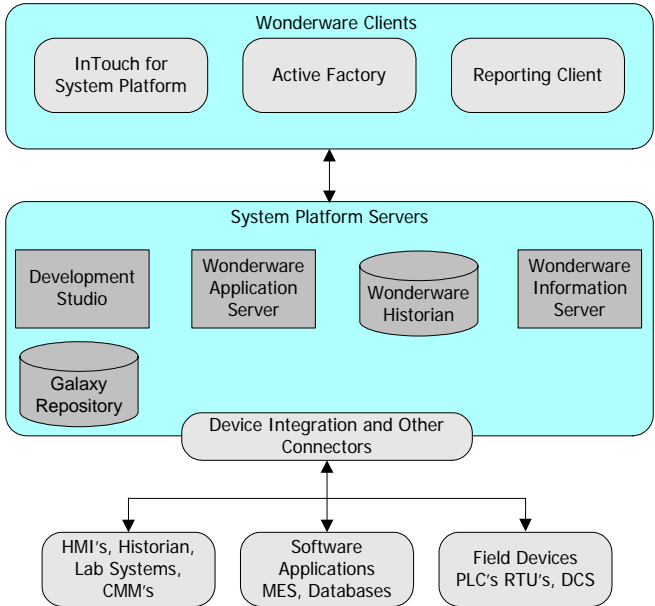 Wonderware Clients
InTouch for
System Platform
Active Factory
Reporting Client
System Platform Servers
Development
Studio
Wonderware
Application
Server
Wonderware
Historian
Wonderware
Information
Server
Galaxy
Repository
Device Integration and Other
Connectors
HMI's, Historian,
Lab Systems,
CMM's
Software
Applications
MES, Databases
Field Devices
PLC's RTU's, DCS